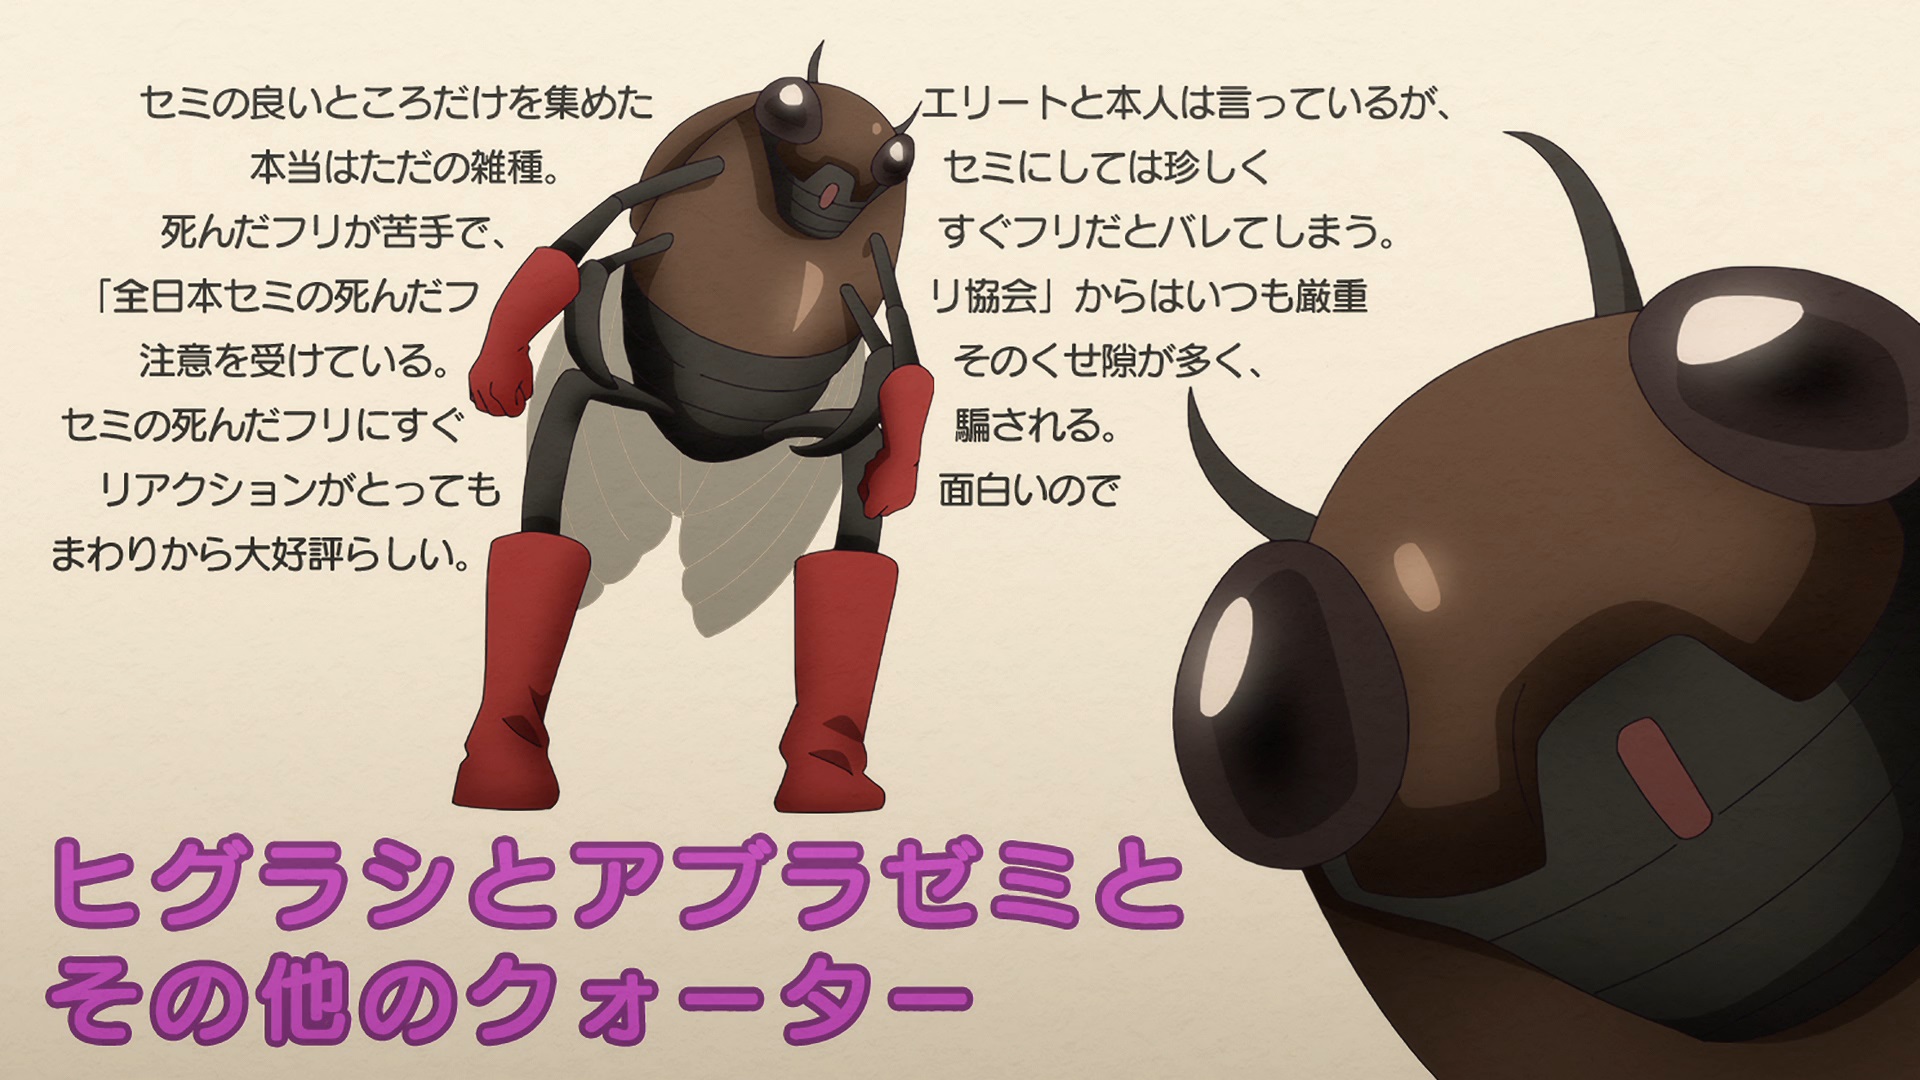 セミの良いところだけを集めたエリートと本人は言っているが、
本当はただの雑種。セミにしては珍しく
死んだフリが苦手で、すぐフリだとバレてしまう。
「全日本セミの死んだフリ協会」からはいつも厳重
注意を受けている。そのくせ隙が多く、
セミの死んだフリにすぐ騙される。
リアクションがとっても面白いので
まわりから大好評らしい。
ヒグラシとアブラゼミと
その他のクォーター